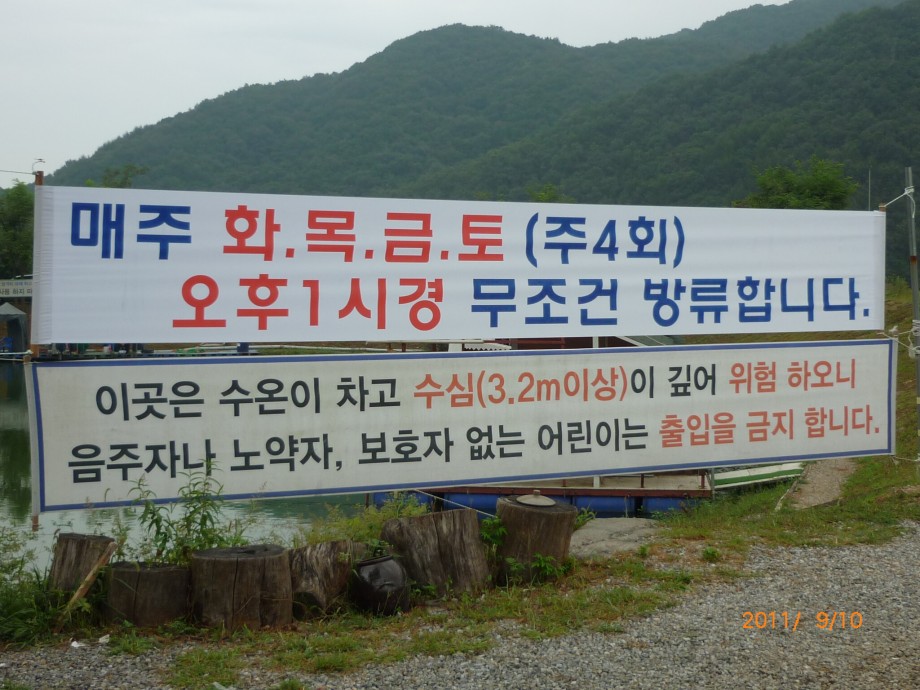 매주 화.목.금.토 (주4회)
오후1시경 무조건 방류합니다.
이곳은 수온이 차고 수심(3.2m이상)이 깊어 위험 하오니
음주자나 노약자, 보호자 없는 어린이는 출입을 금지 합니다.
2011/ 9/10